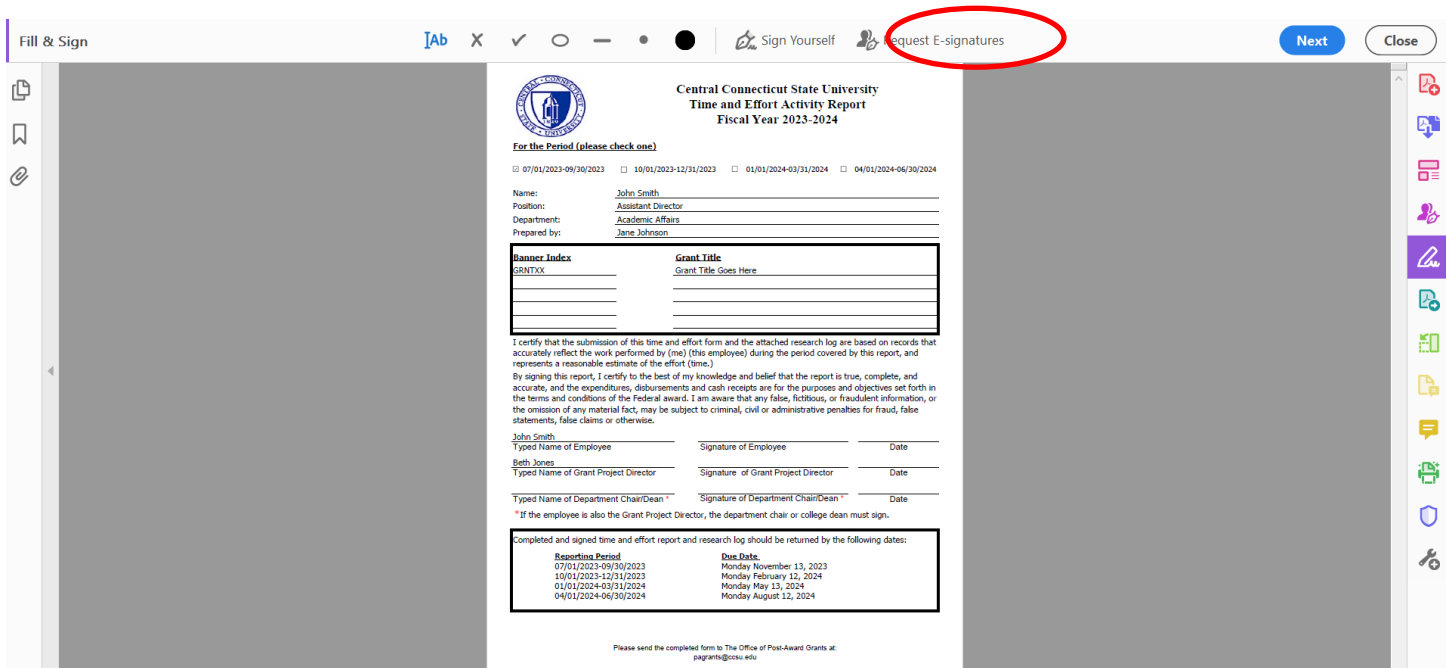 Fill & Sign
Ab
Sign Yourself
Request E-signatures
Next
Close
Central Connecticut State University
Time and Effort Activity Report
Fiscal Year 2023-2024
For the Period (please check one)
07/01/2023-09/30/2023 10/01/2023-12/31/2023 01/01/2024-03/31/2024 04/01/2024-06/30/2024
Name: John Smith
Position: Assistant Director
Department: Academic Affairs
Prepared by: Jane Johnson
Banner Index Grant Title
GRNTXX Grant Title Goes Here
I certify that the submission of this time and effort form and the attached research log are based on records that
accurately reflect the work performed by (me) (this employee) during the period covered by this report, and
represents a reasonable estimate of the effort (time.)
By signing this report, I certify to the best of my knowledge and belief that the report is true, complete, and
accurate, and the expenditures, disbursements and cash receipts are for the purposes and objectives set forth in
the terms and conditions of the Federal award. I am aware that any false, fictitious, or fraudulent information, or
the omission of any material fact, may be subject to criminal, civil or administrative penalties for fraud, false
statements, false claims or otherwise.
John Smith
Typed Name of Employee Signature of Employee Date
Beth Jones
Typed Name of Grant Project Director Signature of Grant Project Director Date
Typed Name of Department Chair/Dean * Signature of Department Chair/Dean * Date
*If the employee is also the Grant Project Director, the department chair or college dean must sign.
Completed and signed time and effort report and research log should be returned by the following dates:
Reporting Period Due Date
07/01/2023-09/30/2023 Monday November 13, 2023
10/01/2023-12/31/2023 Monday February 12, 2024
01/01/2024-03/31/2024 Monday May 13, 2024
04/01/2024-06/30/2024 Monday August 12, 2024
Please send the completed form to The Office of Post-Award Grants at:
pagrants@ccsu.edu